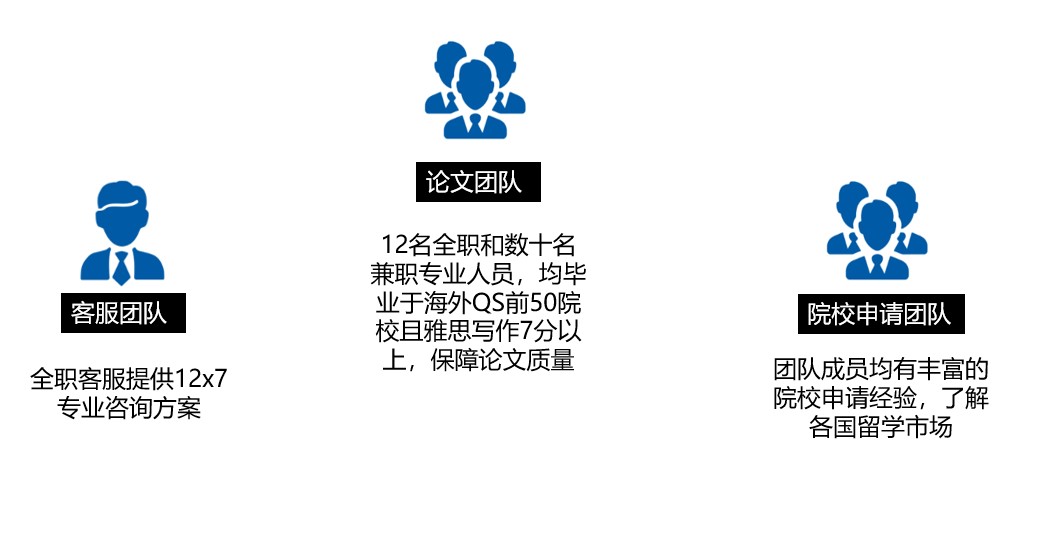 论文团队
12名全职和数十名
兼职专业人员，均毕
业于海外QS前50院
校且雅思写作7分以
上，保障论文质量
客服团队
全职客服提供12x7
专业咨询方案
院校申请团队
团队成员均有丰富的
院校申请经验，了解
各国留学市场